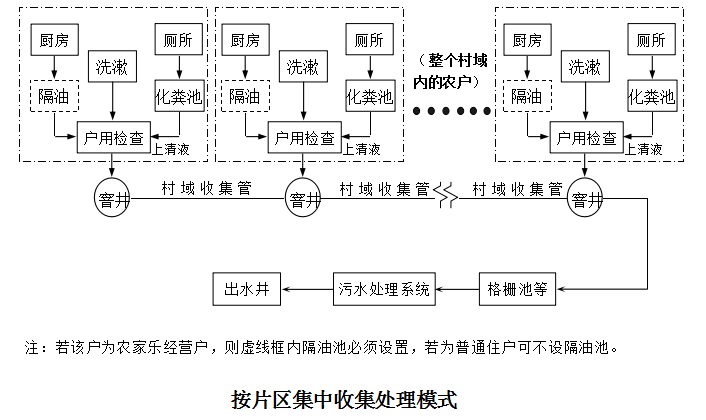 厨房 厕所 厨房 厕所 厨房 厕所
（整个村域
洗漱 洗漱 洗漱
内的农户）
隔油 化粪池 隔油 化粪池 隔油 化粪池
户用检查 户用检查 户用检查
上清液 上清液 上清液
村域收集管 村域收集管 村域收集管
窨井 窨井 窨井
出水井 污水处理系统 格栅池等
注：若该户为农家乐经营户，则虚线框内隔油池必须设置，若为普通住户可不设隔油池。
按片区集中收集处理模式